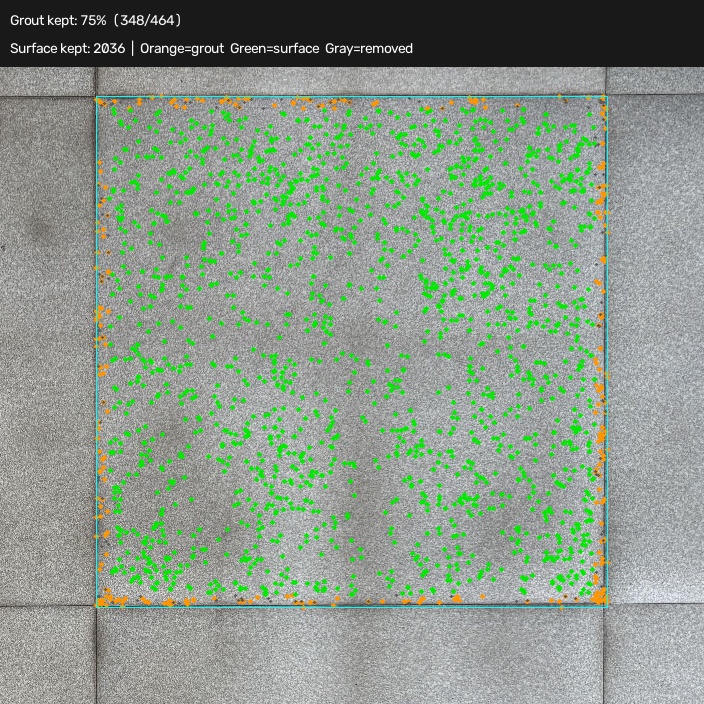 Grout kept: 75% (348/464)
Surface kept: 2036 | Orange=grout Green=surface Gray=removed